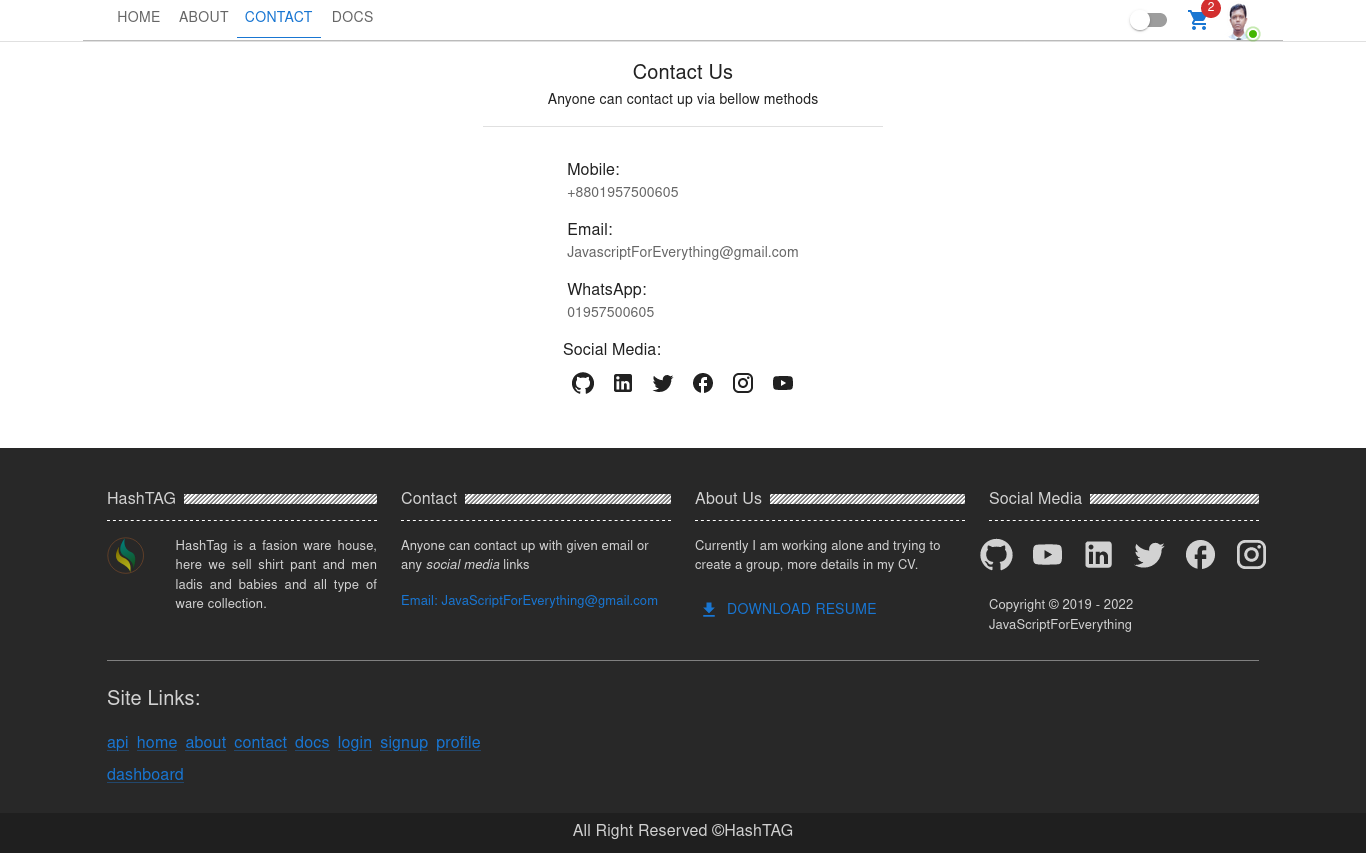 HOME ABOUT CONTACT DOCS
2
Contact Us
Anyone can contact up via bellow methods
Mobile:
+8801957500605
Email:
JavascriptForEverything@gmail.com
WhatsApp:
01957500605
Social Media:
HashTAG
HashTag is a fasion ware house,
here we sell shirt pant and men
ladis and babies and all type of
ware collection.
Contact
Anyone can contact up with given email or
any social media links
Email: JavaScriptForEverything@gmail.com
About Us
Currently I am working alone and trying to
create a group, more details in my CV.
DOWNLOAD RESUME
Social Media
Copyright © 2019 - 2022
JavaScriptForEverything
Site Links:
api home about contact docs login signup profile
dashboard
All Right Reserved ©HashTAG